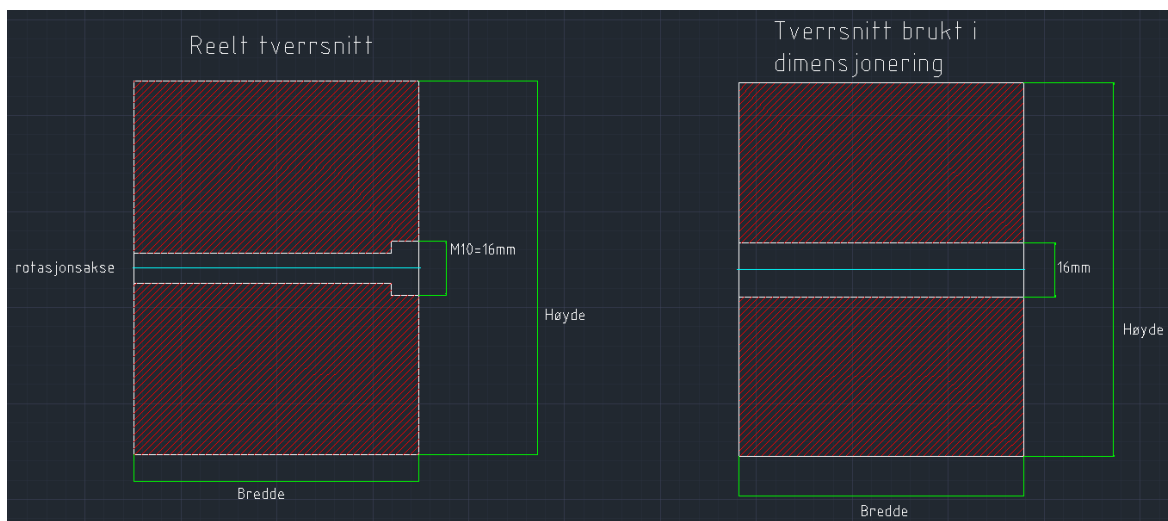 Reelt tverrsnitt
Tverrsnitt brukt i
dimensjonering
M10=16mm
rotasjonsakse
16mm
Høyde
Høyde
Bredde
Bredde